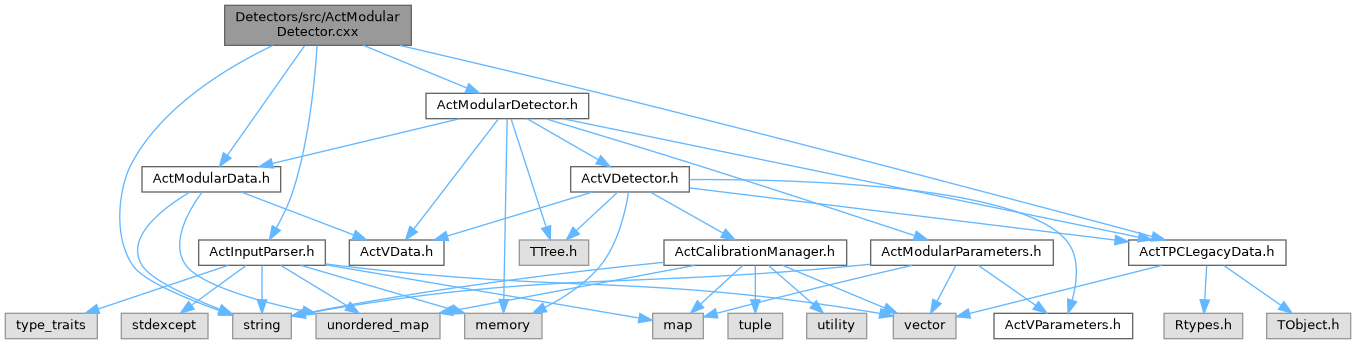 Detectors/src/ActModular
Detector.cxx
ActModularDetector.h
ActModularData.h
ActVDetector.h
ActInputParser.h
ActVData.h
TTree.h
ActCalibrationManager.h
ActModularParameters.h
ActTPCLegacyData.h
type_traits
stdexcept
string
unordered_map
memory
map
tuple
utility
vector
ActVParameters.h
Rtypes.h
TObject.h